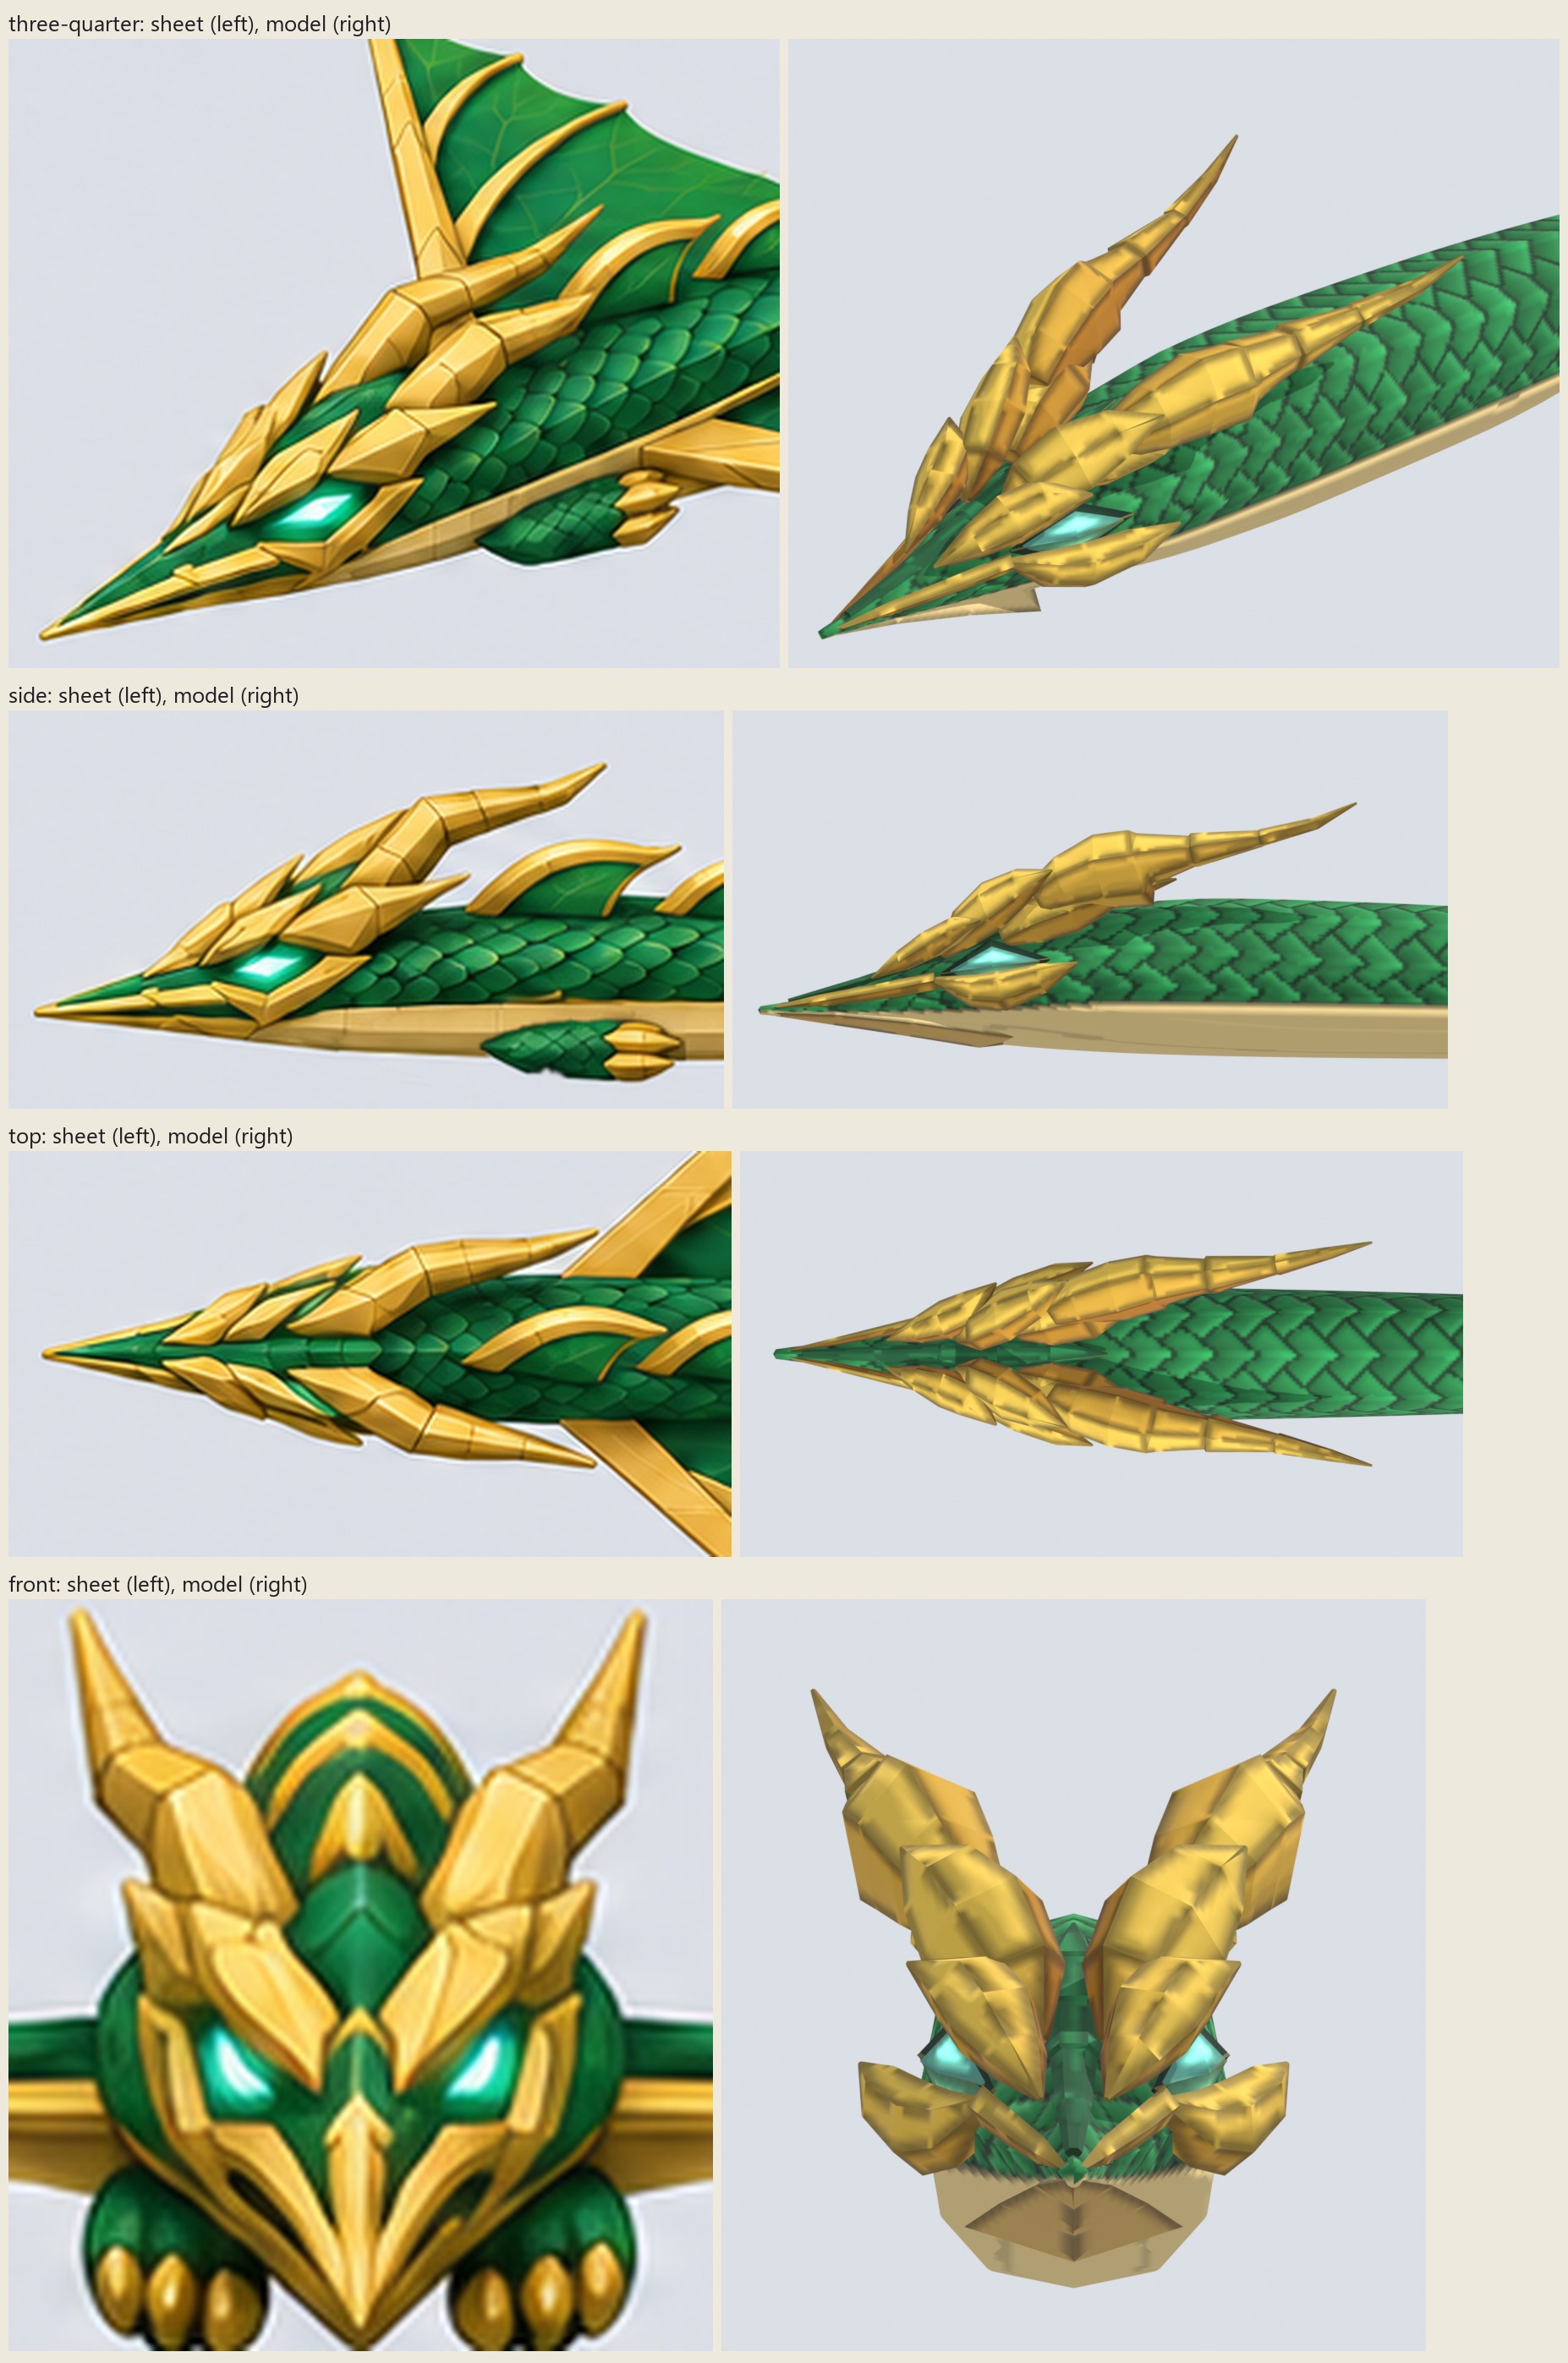 three-quarter: sheet (left), model (right)
side: sheet (left), model (right)
top: sheet (left), model (right)
front: sheet (left), model (right)